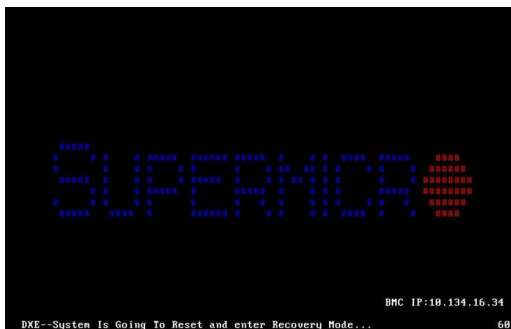 SUPERMICRO
BMC IP:10.134.16.34
DXE--System Is Going To Reset and enter Recovery Mode... 60